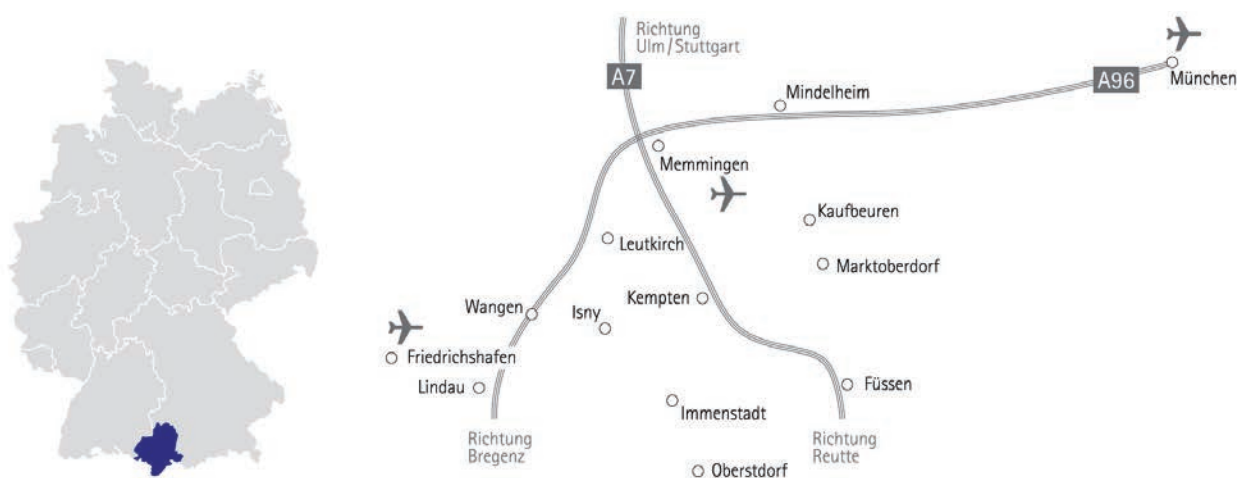 Richtung
Ulm/Stuttgart
A7
A96
München
Mindelheim
Memmingen
Kaufbeuren
Leutkirch
Marktoberdorf
Kempten
Wangen
Isny
Friedrichshafen
Lindau
Füssen
Immenstadt
Richtung
Bregenz
Richtung
Reutte
Oberstdorf